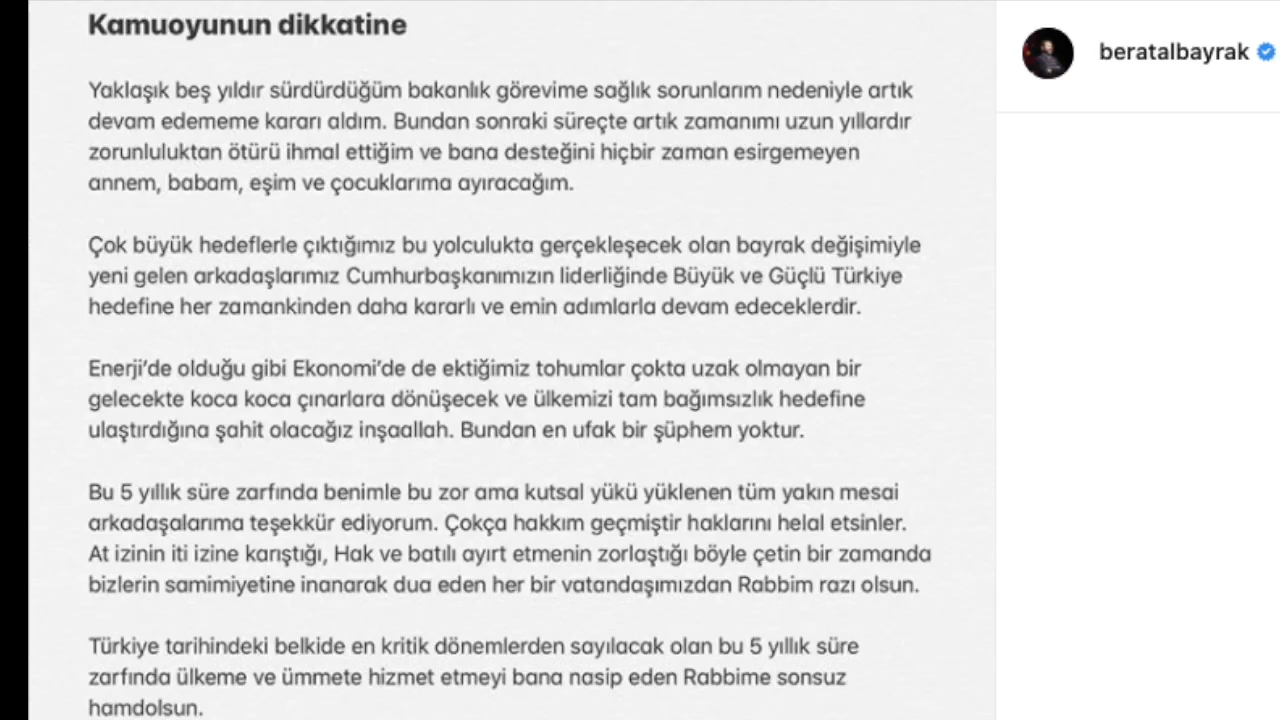 Kamuoyunun dikkatine
Yaklaşık beş yıldır sürdürdüğüm bakanlık görevime sağlık sorunlarım nedeniyle artık
devam edememe kararı aldım. Bundan sonraki süreçte artık zamanımı uzun yıllardır
zorunluluktan ötürü ihmal ettiğim ve bana desteğini hiçbir zaman esirgemeyen
annem, babam, eşim ve çocuklarıma ayıracağım.
Çok büyük hedeflerle çıktığımız bu yolculukta gerçekleşecek olan bayrak değişimiyle
yeni gelen arkadaşlarımız Cumhurbaşkanımızın liderliğinde Büyük ve Güçlü Türkiye
hedefine her zamankinden daha kararlı ve emin adımlarla devam edeceklerdir.
Enerji’de olduğu gibi Ekonomi’de de ektiğimiz tohumlar çokta uzak olmayan bir
gelecekte koca koca çınarlara dönüşecek ve ülkemizi tam bağımsızlık hedefine
ulaştırdığına şahit olacağız inşaallah. Bundan en ufak bir şüphem yoktur.
Bu 5 yıllık süre zarfında benimle bu zor ama kutsal yükü yüklenen tüm yakın mesai
arkadaşalarıma teşekkür ediyorum. Çokça hakkım geçmiştir haklarını helal etsinler.
At izinin iti izine karıştığı, Hak ve batılı ayırt etmenin zorlaştığı böyle çetin bir zamanda
bizlerin samimiyetine inanarak dua eden her bir vatandaşımızdan Rabbim razı olsun.
Türkiye tarihindeki belkide en kritik dönemlerden sayılacak olan bu 5 yıllık süre
zarfında ülkeme ve ümmete hizmet etmeyi bana nasip eden Rabbime sonsuz
hamdolsun.
beratalbayrak